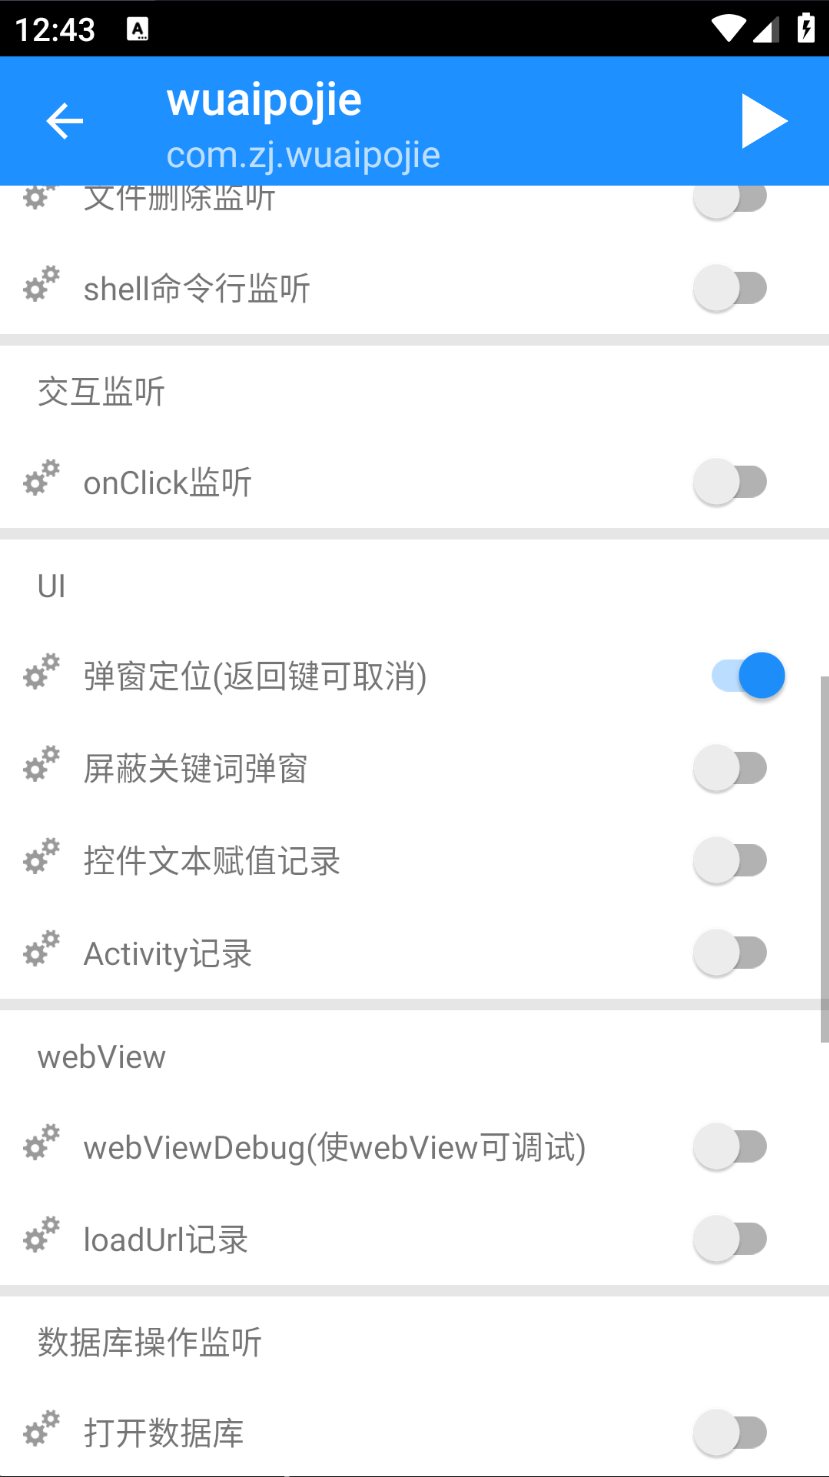 12:43
wuaipojie
com.zj.wuaipojie
文件删除监听
shell命令行监听
交互监听
onClick监听
UI
弹窗定位(返回键可取消)
屏蔽关键词弹窗
控件文本赋值记录
Activity记录
webView
webViewDebug(使webView可调试)
loadUrl记录
数据库操作监听
打开数据库